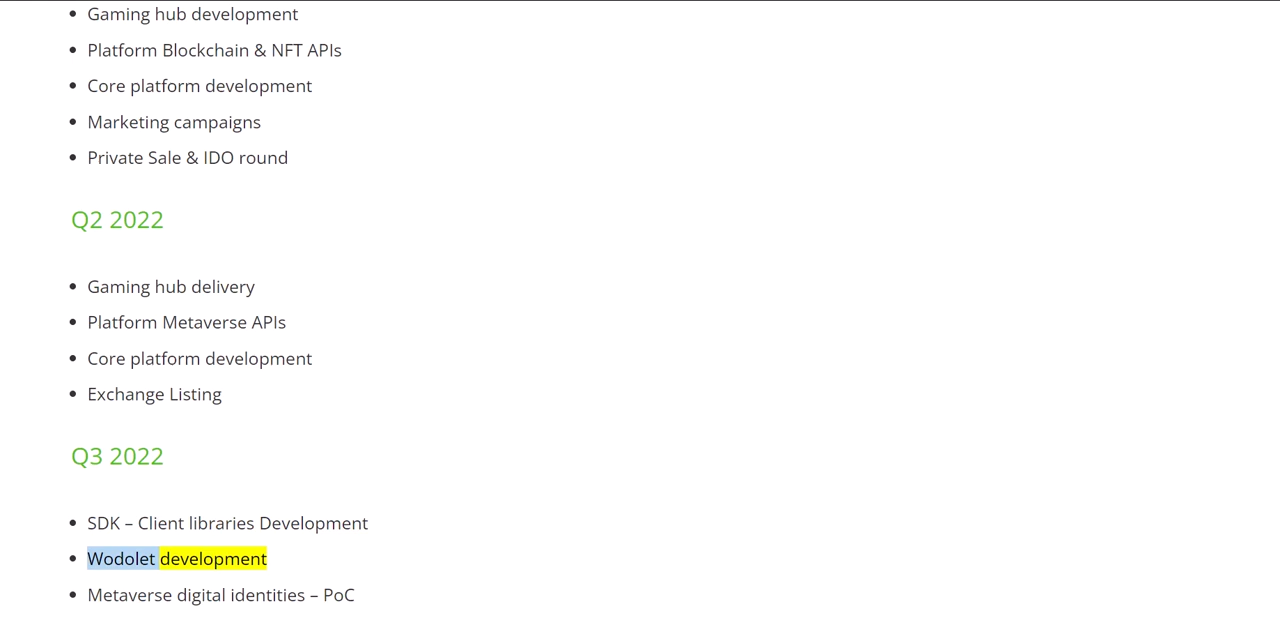 Gaming hub development
Platform Blockchain & NFT APIs
Core platform development
Marketing campaigns
Private Sale & IDO round
Q2 2022
Gaming hub delivery
Platform Metaverse APIs
Core platform development
Exchange Listing
Q3 2022
SDK – Client libraries Development
Wodolet development
Metaverse digital identities – PoC